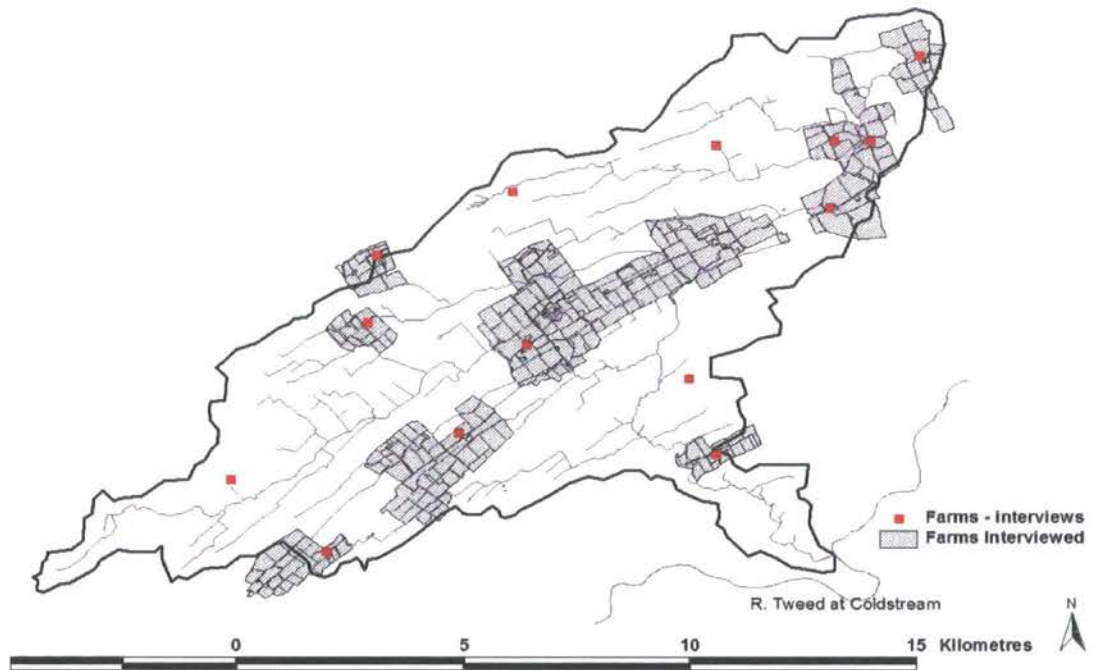 Farms - interviews
Farms Interviewed
R. Tweed at Coldstream
N
0 5 10 15 Kilometres